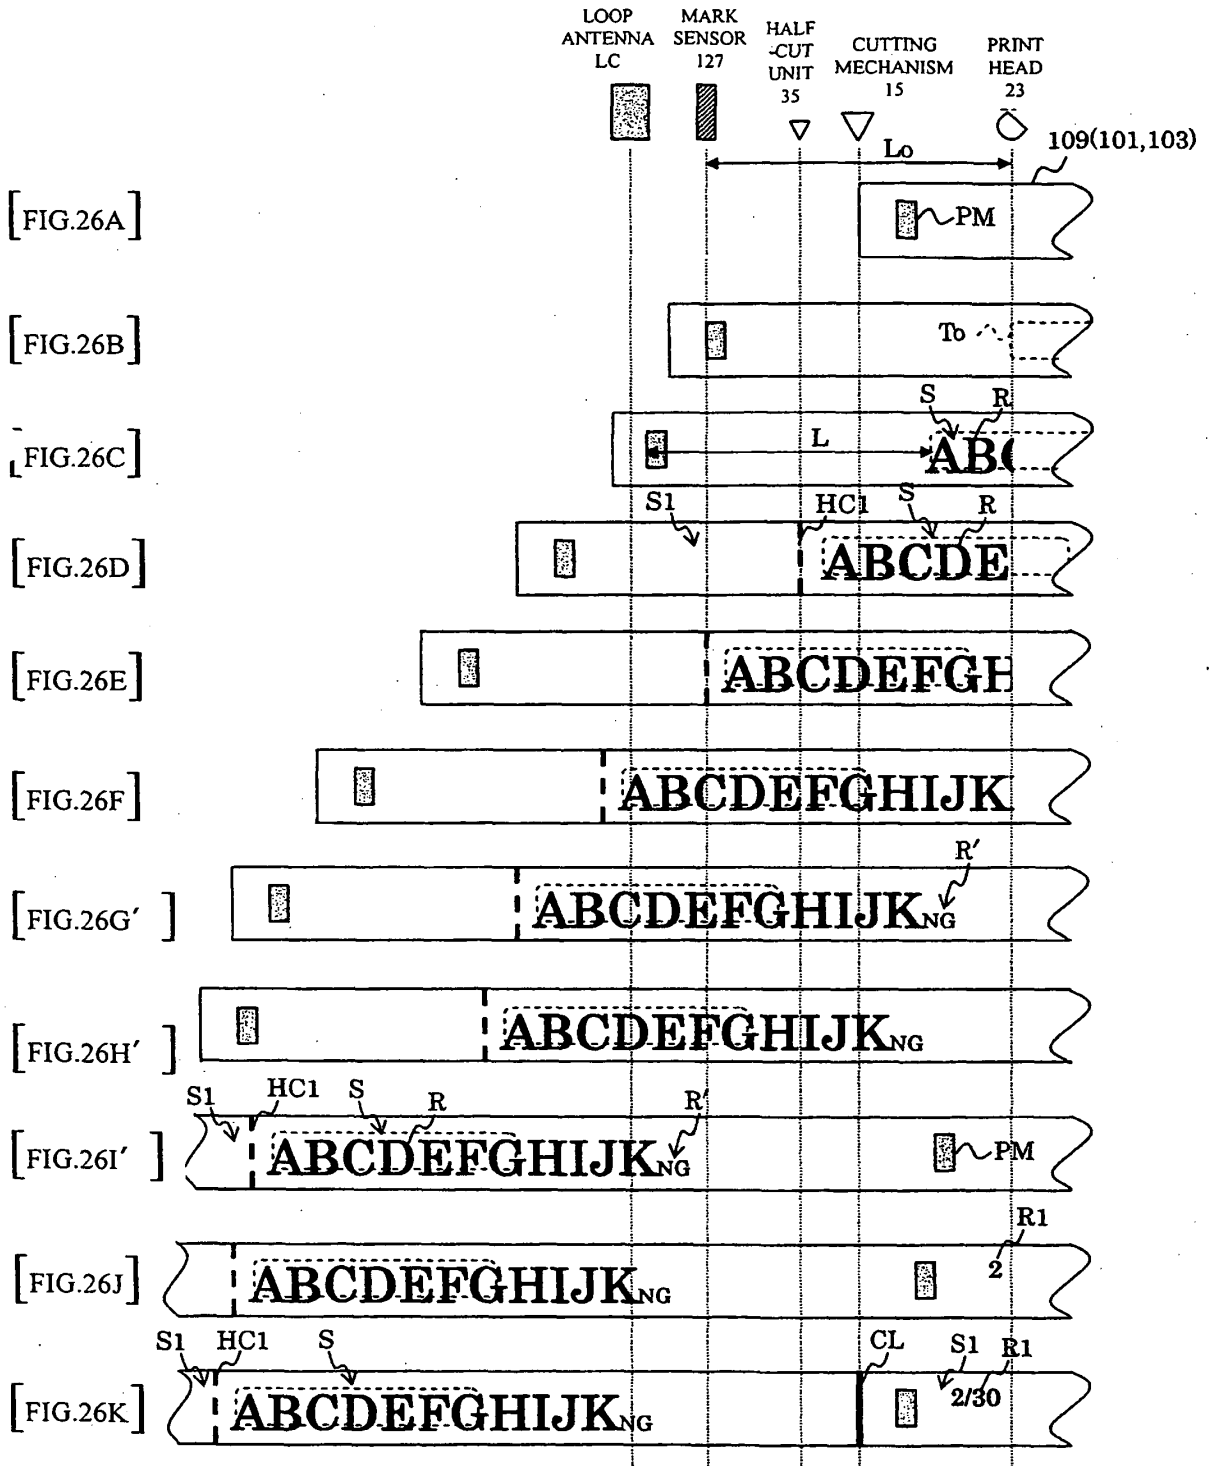 LOOP
ANTENNA
LC
MARK
SENSOR
127
HALF
-CUT
UNIT
35
CUTTING
MECHANISM
15
PRINT
HEAD
23
Lo
109(101,103)
[FIG.26A]
PM
[FIG.26B]
To
[FIG.26C]
L
S
R
ABC
[FIG.26D]
S1
HC1
S
R
ABCDE
[FIG.26E]
ABCDEFGH
[FIG.26F]
ABCDEFGHIJK
[FIG.26G' ]
R'
ABCDEFGHIJKNG
[FIG.26H' ]
ABCDEFGHIJKNG
[FIG.26I' ]
S1
HC1
S
R
R'
ABCDEFGHIJKNG
PM
[FIG.26J]
ABCDEFGHIJKNG
R1
2
[FIG.26K]
S1
HC1
S
CL
S1
R1
ABCDEFGHIJKNG
2/30